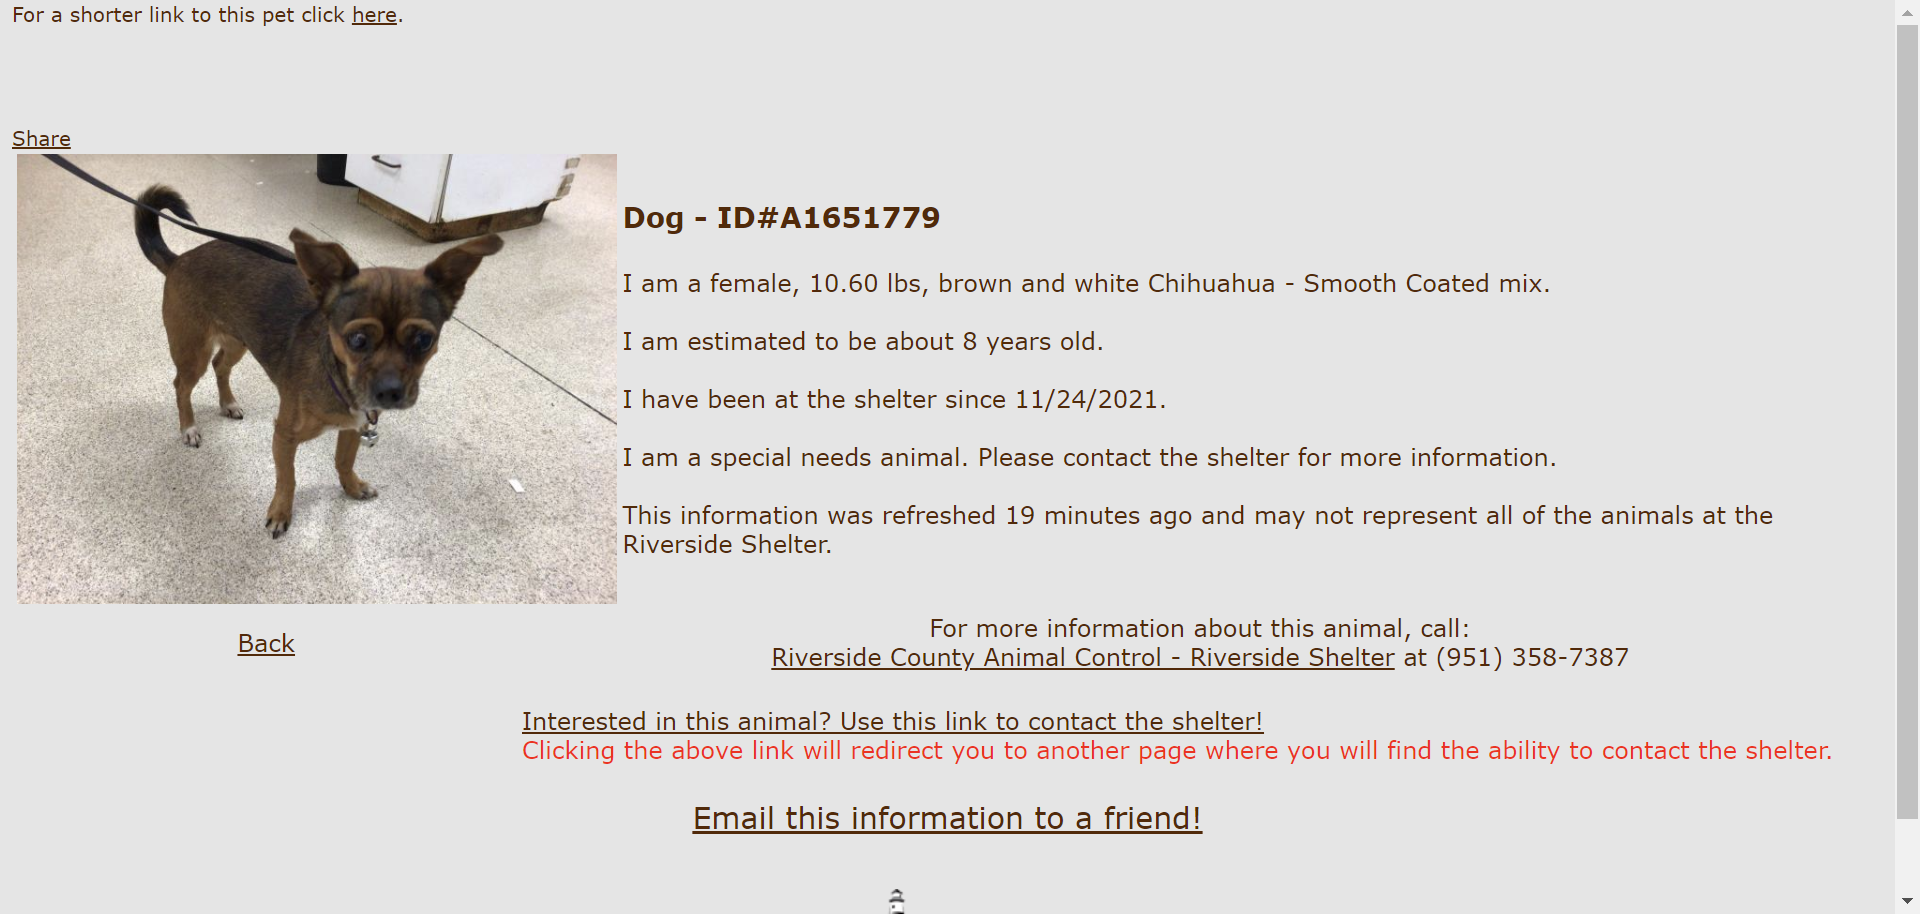 For a shorter link to this pet click here.
Share
Dog - ID#A1651779
I am a female, 10.60 lbs, brown and white Chihuahua - Smooth Coated mix.
I am estimated to be about 8 years old.
I have been at the shelter since 11/24/2021.
I am a special needs animal. Please contact the shelter for more information.
This information was refreshed 19 minutes ago and may not represent all of the animals at the
Riverside Shelter.
Back
For more information about this animal, call:
Riverside County Animal Control - Riverside Shelter at (951) 358-7387
Interested in this animal? Use this link to contact the shelter!
Clicking the above link will redirect you to another page where you will find the ability to contact the shelter.
Email this information to a friend!